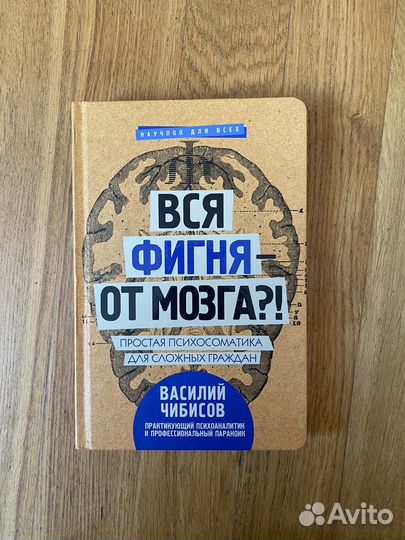 НАУЧПОП ДЛЯ ВСЕХ
ВСЯ
ФИГНЯ –
ОТ МОЗГА?!
ПРОСТАЯ ПСИХОСОМАТИКА
ДЛЯ СЛОЖНЫХ ГРАЖДАН
ВАСИЛИЙ
ЧИБИСОВ
ПРАКТИКУЮЩИЙ ПСИХОАНАЛИТИК
И ПРОФЕССИОНАЛЬНЫЙ ПАРАНОИК
Avito